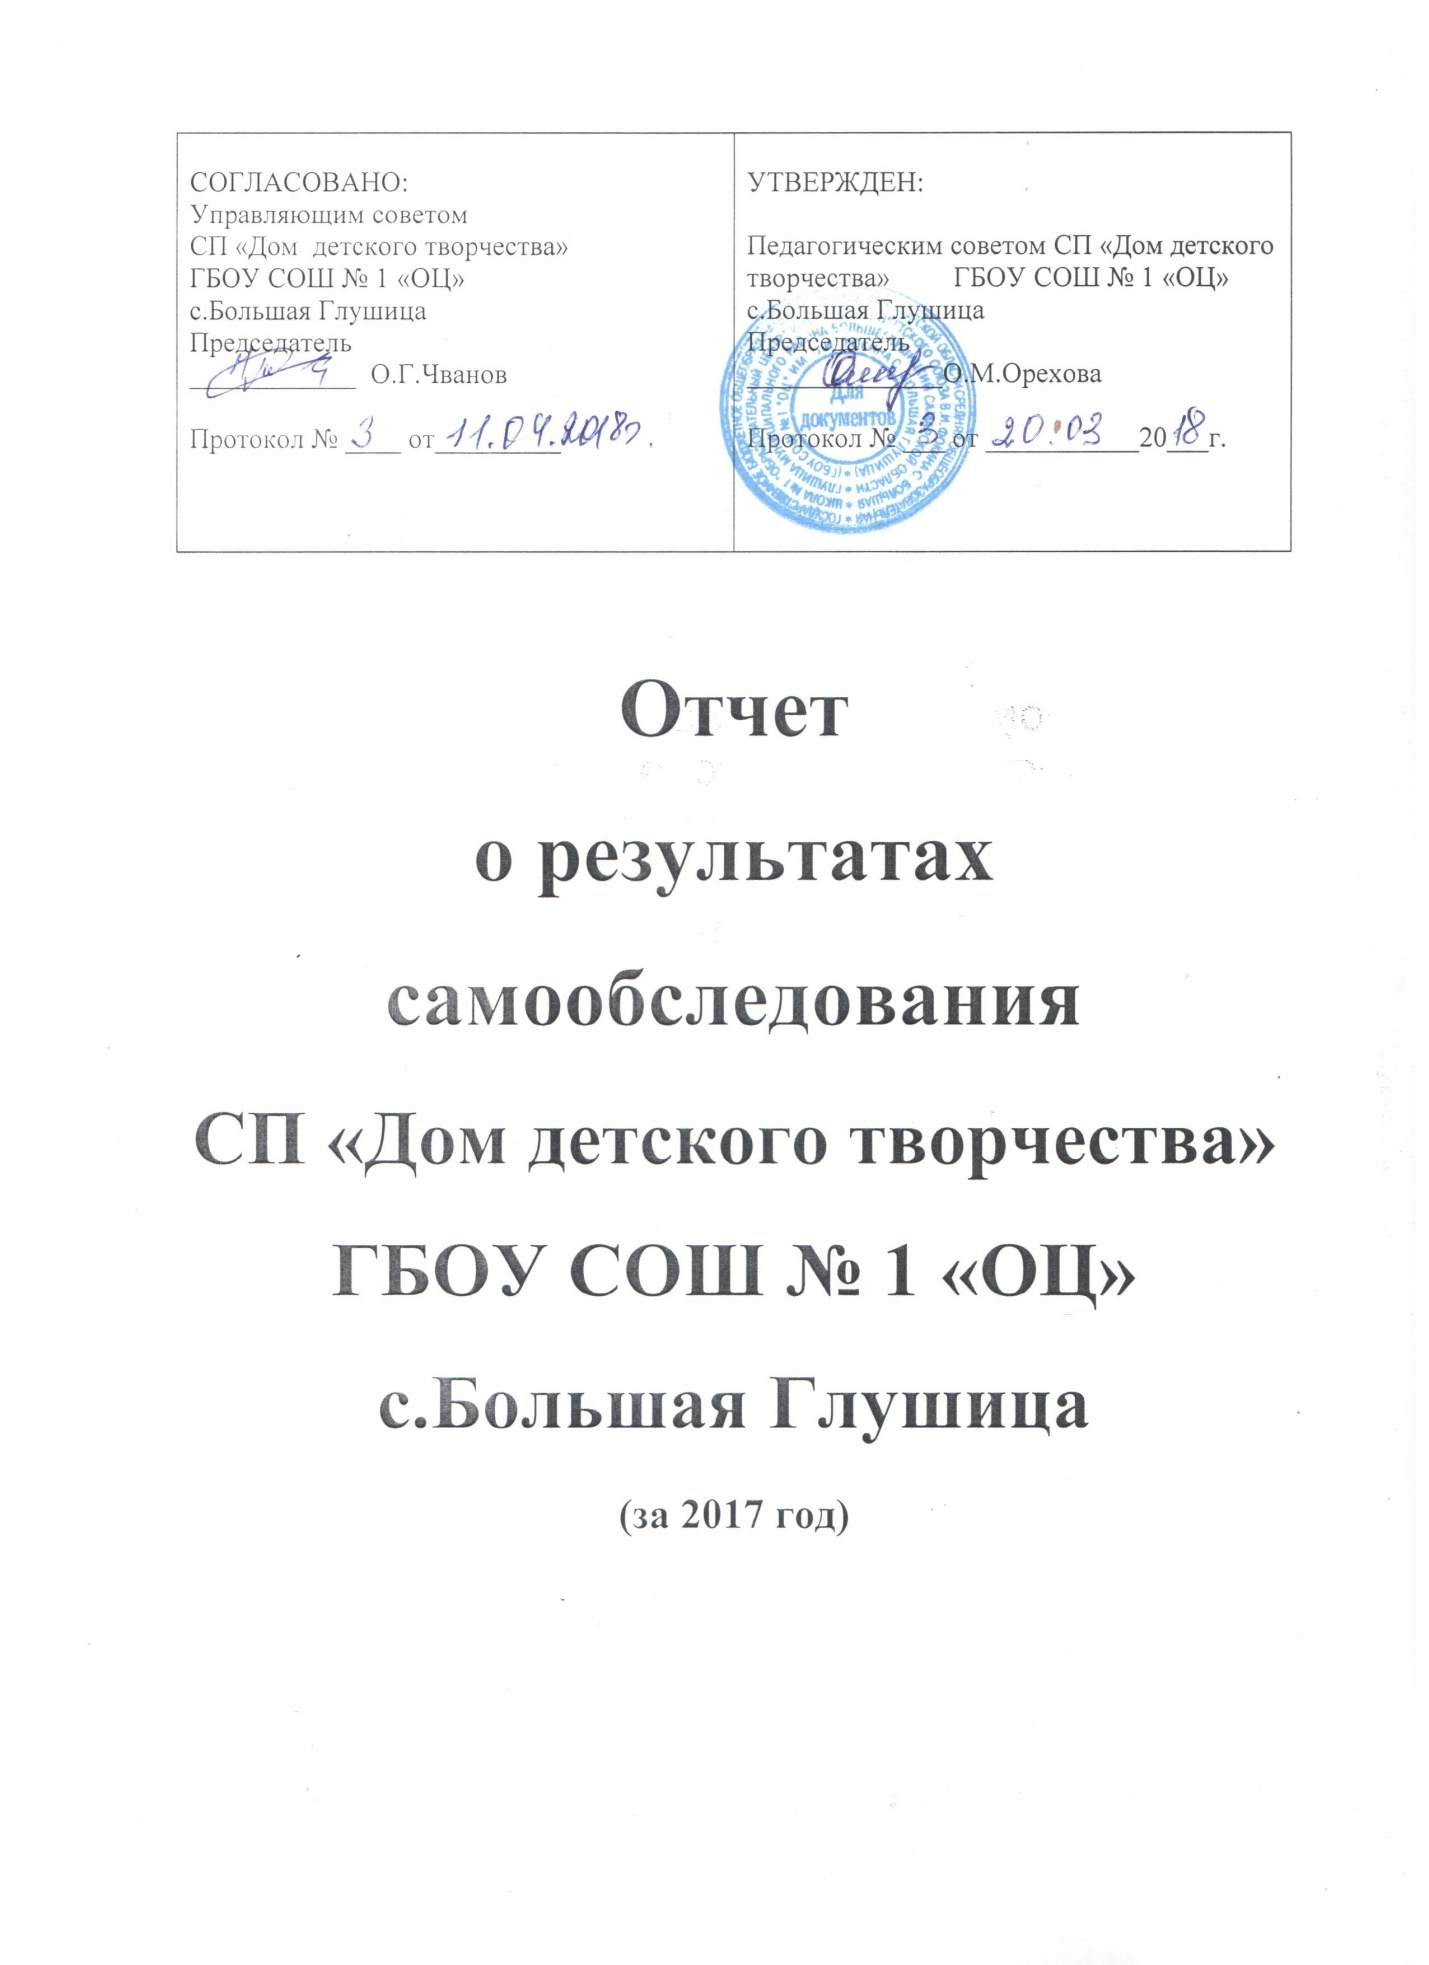 СОГЛАСОВАНО:
Управляющим советом
СП «Дом детского творчества»
ГБОУ СОШ № 1 «ОЦ»
с.Большая Глушица
Председатель
О.Г.Чванов
Протокол № 3 от 11.04.2018г.
УТВЕРЖДЕН:
Педагогическим советом СП «Дом детского
творчества» ГБОУ СОШ № 1 «ОЦ»
с.Большая Глушица
Председатель
О.М.Орехова
Протокол № 3 от 20.03 2018 г.
Для
документов
Отчет
о результатах
самообследования
СП «Дом детского творчества»
ГБОУ СОШ № 1 «ОЦ»
с.Большая Глушица
(за 2017 год)